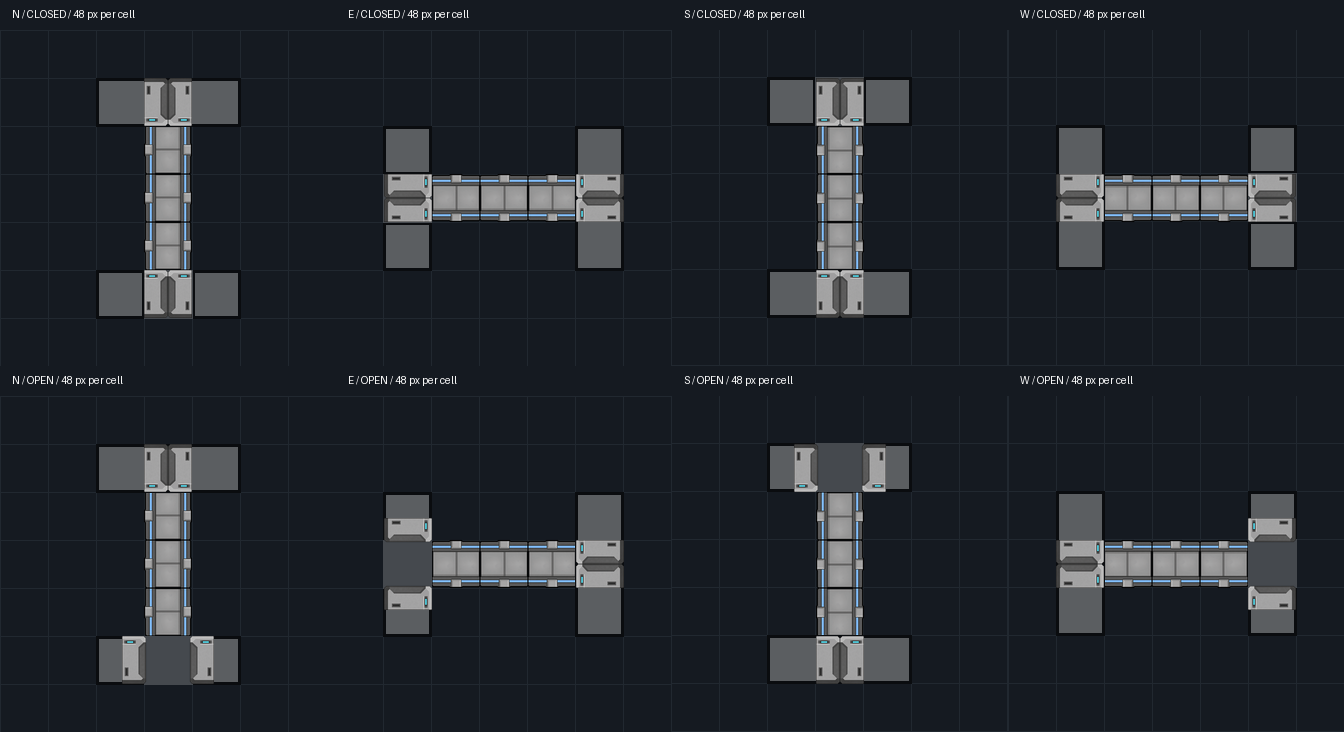 N / CLOSED / 48 px per cell
E / CLOSED / 48 px per cell
S / CLOSED / 48 px per cell
W / CLOSED / 48 px per cell
N / OPEN / 48 px per cell
E / OPEN / 48 px per cell
S / OPEN / 48 px per cell
W / OPEN / 48 px per cell